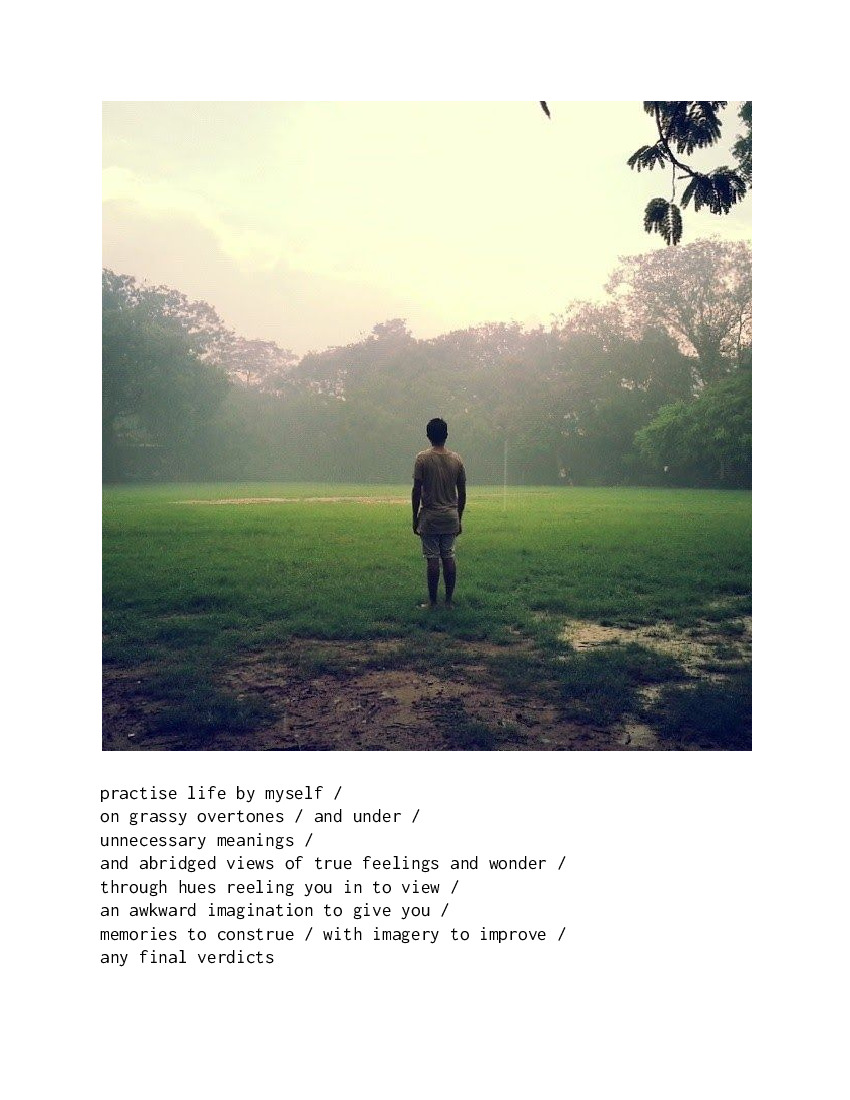 practise life by myself /
on grassy overtones / and under /
unnecessary meanings /
and abridged views of true feelings and wonder /
through hues reeling you in to view /
an awkward imagination to give you /
memories to construe / with imagery to improve /
any final verdicts